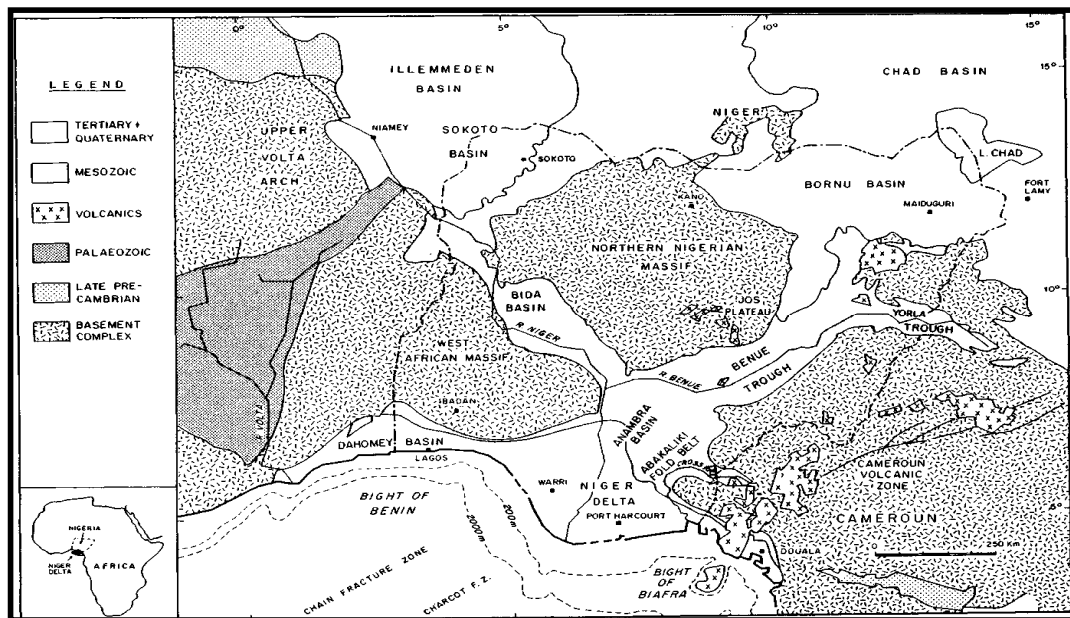 0°
5°
10°
15°
LEGEND
TERTIARY +
QUATERNARY
MESOZOIC
VOLCANICS
PALAEOZOIC
LATE PRE-
CAMBRIAN
BASEMENT
COMPLEX
ILLEMMEDEN
BASIN
CHAD BASIN
15°
UPPER
VOLTA
ARCH
NIAMEY
SOKOTO
BASIN
SOKOTO
NIGER
L. CHAD
FORT
LAMY
BORNU BASIN
MAIDUGURI
KANO
NORTHERN NIGERIAN
MASSIF
JOS
PLATEAU
10°
BIDA
BASIN
R. NIGER
YORLA
TROUGH
WEST
AFRICAN MASSIF
IBADAN
R. BENUE
BENUE
TROUGH
R. VOLTA
DAHOMEY BASIN
LAGOS
ANAMBRA
BASIN
ABAKALIKI
FOLD BELT
CROSS R.
CAMEROUN
VOLCANIC
ZONE
BIGHT OF
BENIN
200m
2000m
WARRI
NIGER
DELTA
PORT HARCOURT
CAMEROUN
5°
250 Km
DOUALA
BIGHT
OF
BIAFRA
CHAIN FRACTURE ZONE
CHARCOT F.Z.
NIGERIA
NIGER
DELTA
AFRICA